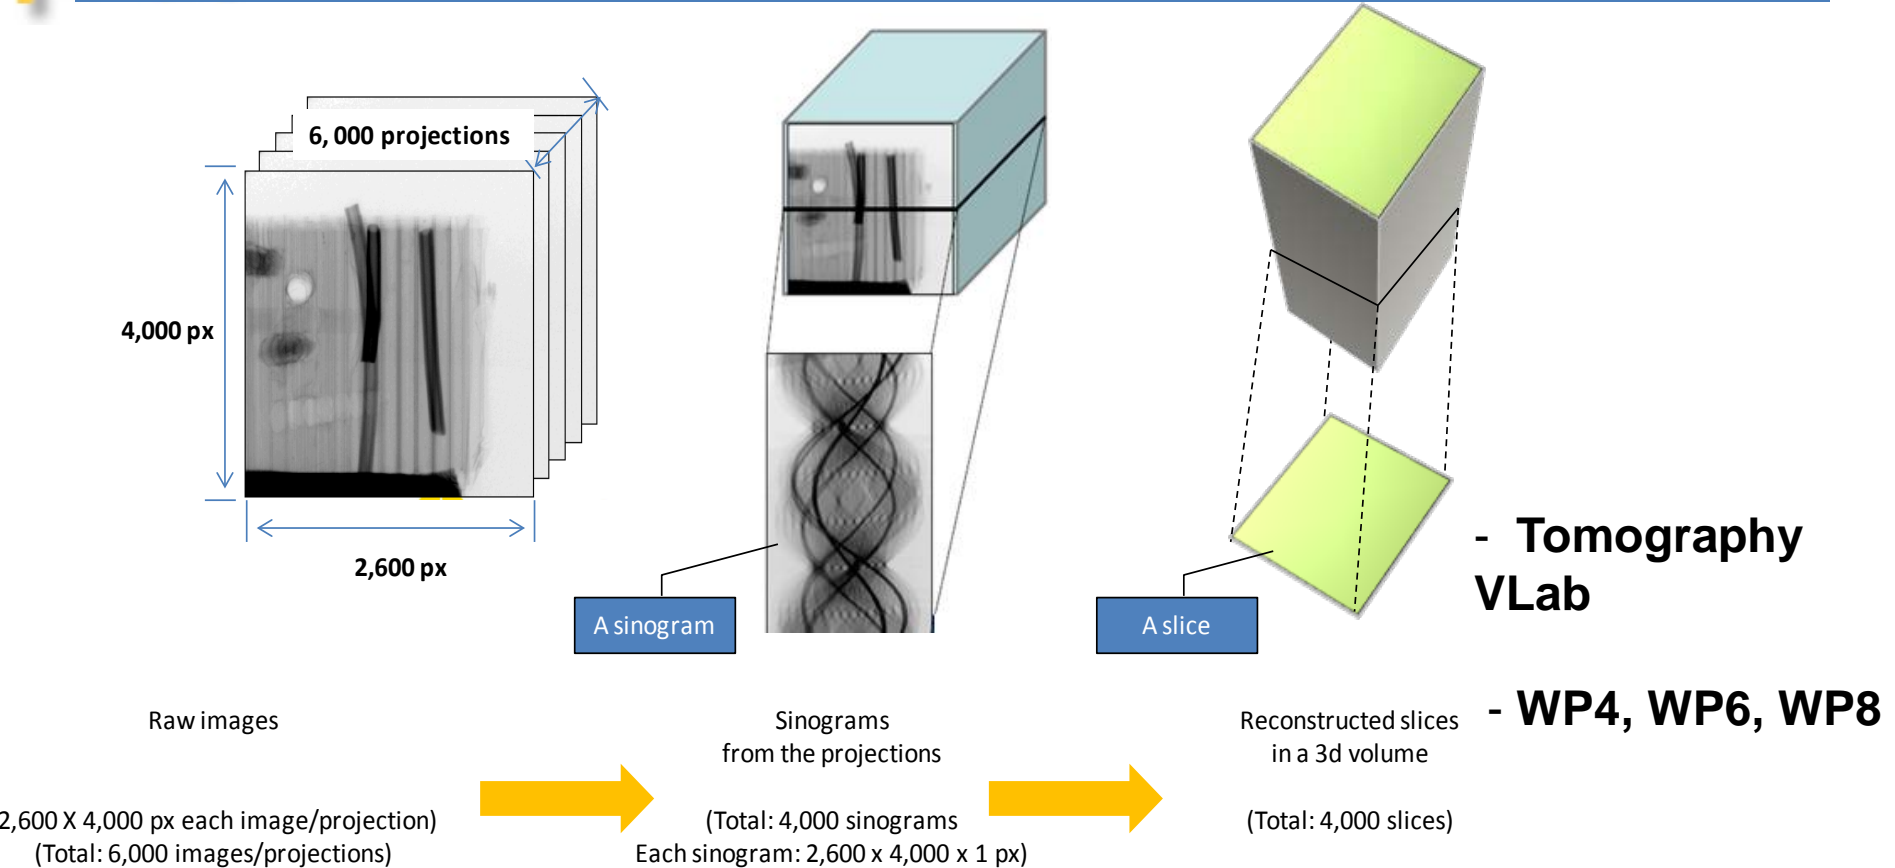 6, 000 projections
4,000 px
2,600 px
A sinogram
A slice
- Tomography
VLab
- WP4, WP6, WP8
Raw images
2,600 X 4,000 px each image/projection)
(Total: 6,000 images/projections)
Sinograms
from the projections
(Total: 4,000 sinograms
Each sinogram: 2,600 x 4,000 x 1 px)
Reconstructed slices
in a 3d volume
(Total: 4,000 slices)